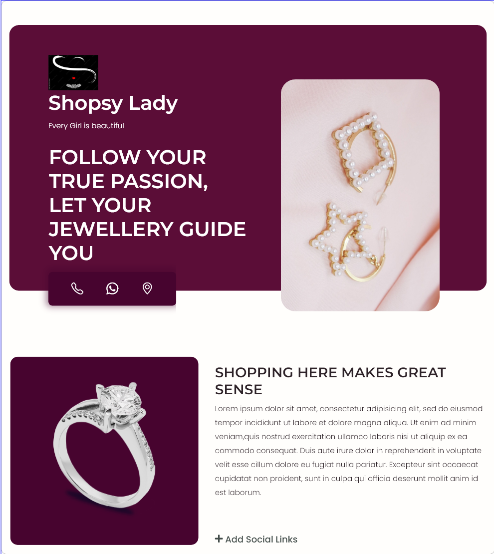 Shopsy Lady
Every Girl is beautiful
FOLLOW YOUR
TRUE PASSION,
LET YOUR
JEWELLERY GUIDE
YOU
SHOPPING HERE MAKES GREAT
SENSE
Lorem ipsum dolor sit amet, consectetur adipisicing elit, sed do eiusmod
tempor incididunt ut labore et dolore magna aliqua. Ut enim ad minim
veniam,quis nostrud exercitation ullamco laboris nisi ut aliquip ex ea
commodo consequat. Duis aute irure dolor in reprehenderit in voluptate
velit esse cillum dolore eu fugiat nulla pariatur. Excepteur sint occaecat
cupidatat non proident, sunt in culpa qui officia deserunt mollit anim id
est laborum.
+ Add Social Links